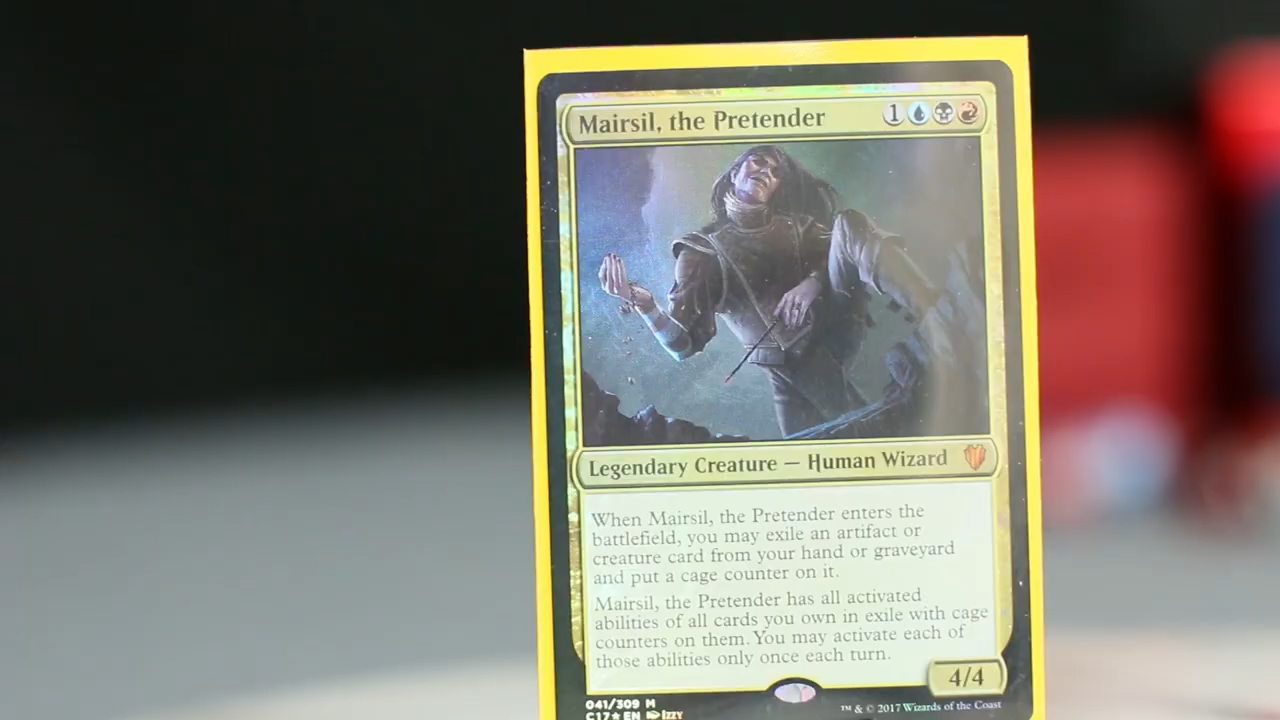 Mairsil, the Pretender 1
Legendary Creature — Human Wizard
When Mairsil, the Pretender enters the
battlefield, you may exile an artifact or
creature card from your hand or graveyard
and put a cage counter on it.
Mairsil, the Pretender has all activated
abilities of all cards you own in exile with cage
counters on them. You may activate each of
those abilities only once each turn.
4/4
041/309 M
C17★EN IZZY
™ & © 2017 Wizards of the Coast